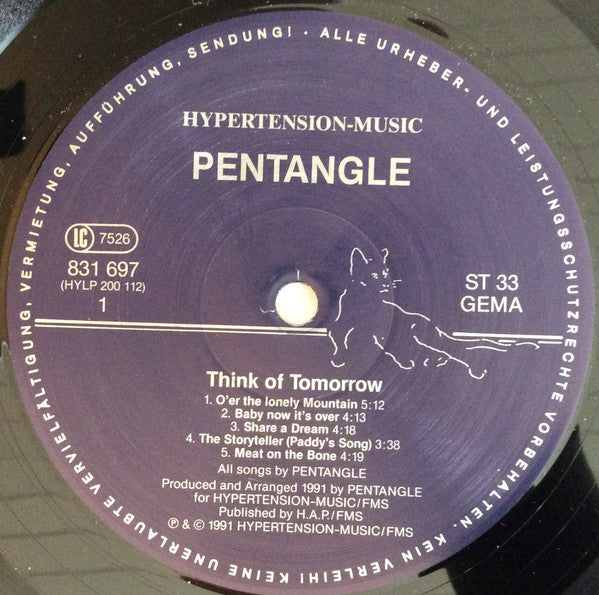 ALLE URHEBER- UND LEISTUNGSSCHUTZRECHTE VORBEHALTEN. KEIN VERLEIH! KEINE UNERLAUBTE VERVIELFÄLTIGUNG, VERMIETUNG, AUFFÜHRUNG, SENDUNG! ·
HYPERTENSION-MUSIC
PENTANGLE
LC 7526
831 697
(HYLP 200 112)
1
ST 33
GEMA
Think of Tomorrow
1. O'er the lonely Mountain 5:12
2. Baby now it's over 4:13
3. Share a Dream 4:18
4. The Storyteller (Paddy's Song) 3:38
5. Meat on the Bone 4:19
All songs by PENTANGLE
Produced and Arranged 1991 by PENTANGLE
for HYPERTENSION-MUSIC/FMS
Published by H.A.P./FMS
℗ & © 1991 HYPERTENSION-MUSIC/FMS